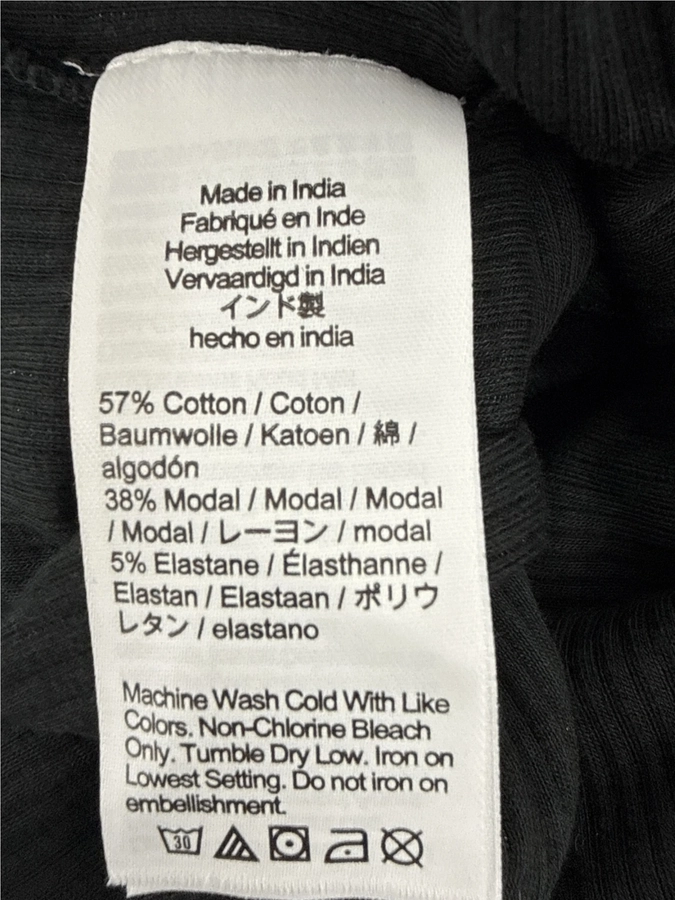 Made in India
Fabriqué en Inde
Hergestellt in Indien
Vervaardigd in India
インド製
hecho en india
57% Cotton / Coton /
Baumwolle / Katoen / 綿 /
algodón
38% Modal / Modal / Modal
/ Modal / レーヨン / modal
5% Elastane / Élasthanne /
Elastan / Elastaan / ポリウ
レタン / elastano
Machine Wash Cold With Like
Colors. Non-Chlorine Bleach
Only. Tumble Dry Low. Iron on
Lowest Setting. Do not iron on
embellishment.
30